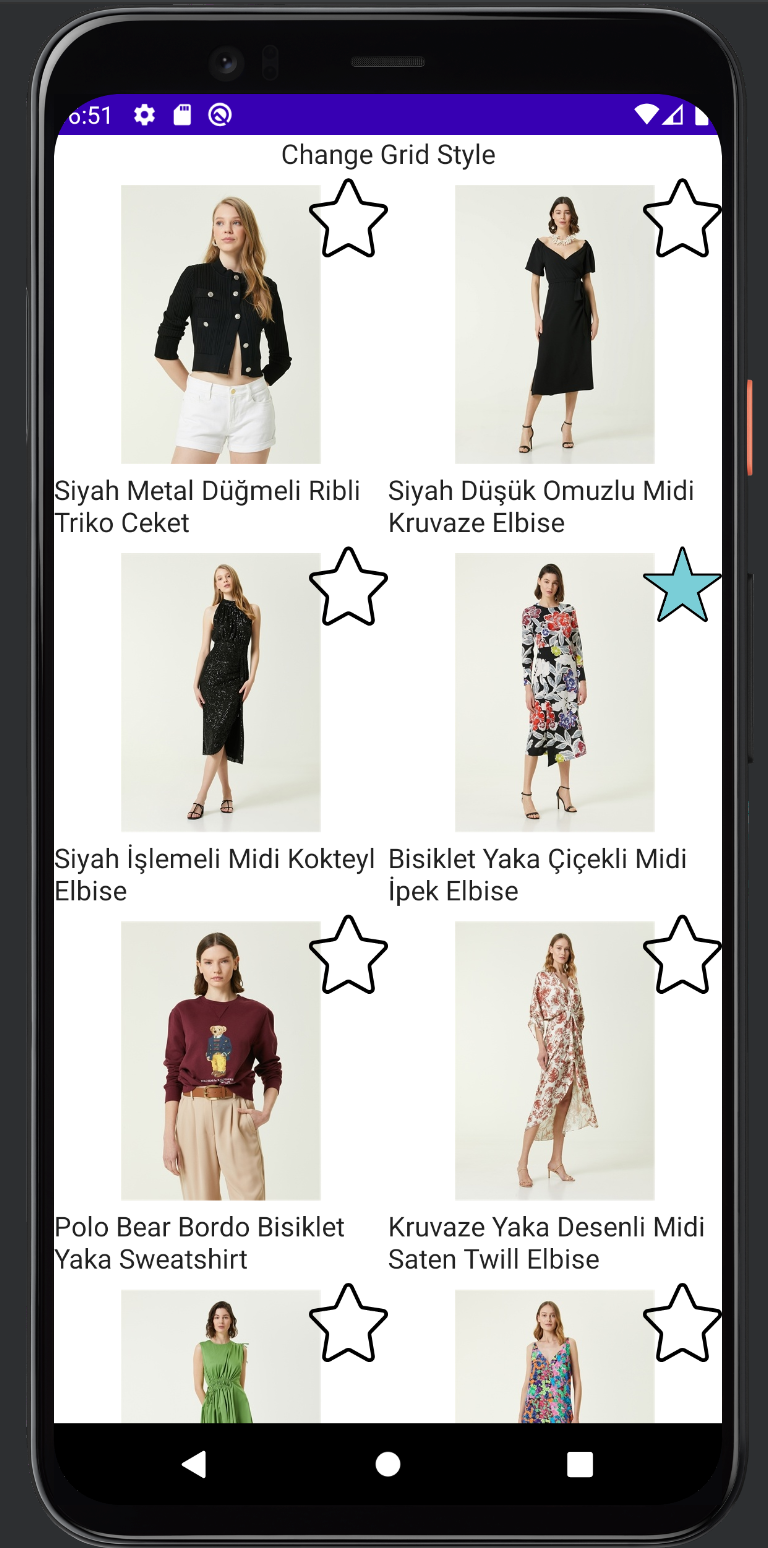 6:51
Change Grid Style
Siyah Metal Düğmeli Ribli
Triko Ceket
Siyah Düşük Omuzlu Midi
Kruvaze Elbise
Siyah İşlemeli Midi Kokteyl
Elbise
Bisiklet Yaka Çiçekli Midi
İpek Elbise
Polo Bear Bordo Bisiklet
Yaka Sweatshirt
Kruvaze Yaka Desenli Midi
Saten Twill Elbise